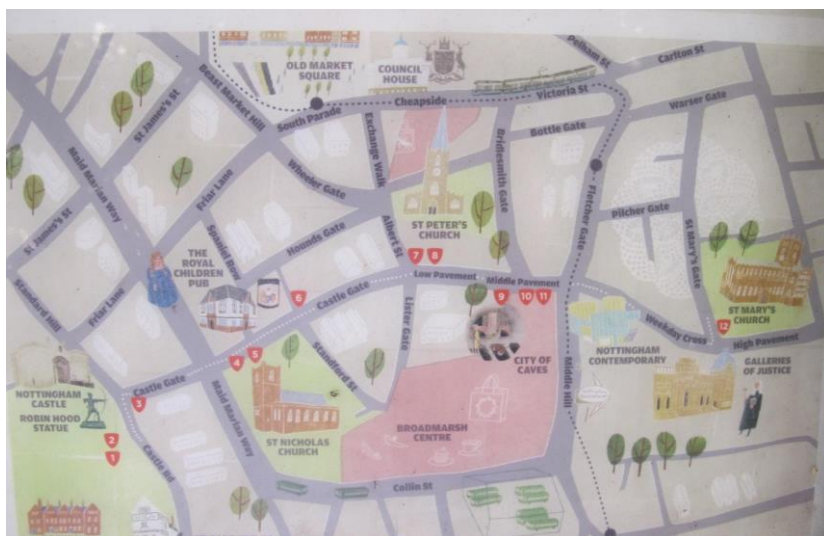 Pelham St
Carlton St
OLD MARKET
SQUARE
COUNCIL
HOUSE
Beast Market Hill
St James's St
South Parade
Cheapside
Victoria St
Warser Gate
Exchange Walk
Bottle Gate
Bridlesmith Gate
Maid Marian Way
Wheeler Gate
Friar Lane
Fletcher Gate
Pilcher Gate
St James's St
Spaniel Row
Hounds Gate
Albert St
ST PETER'S
CHURCH
St Mary's Gate
THE
ROYAL
CHILDREN
PUB
7
8
Low Pavement
Middle Pavement
Standard Hill
Friar Lane
6
Castle Gate
Lister Gate
9
10
11
ST MARY'S
CHURCH
12
Weekday Cross
High Pavement
CITY OF
CAVES
NOTTINGHAM
CONTEMPORARY
GALLERIES
OF JUSTICE
4
5
Standford St
Middle Hill
NOTTINGHAM
CASTLE
ROBIN HOOD
STATUE
3
Castle Gate
Maid Marian Way
2
1
Castle Rd
ST NICHOLAS
CHURCH
BROADMARSH
CENTRE
Collin St